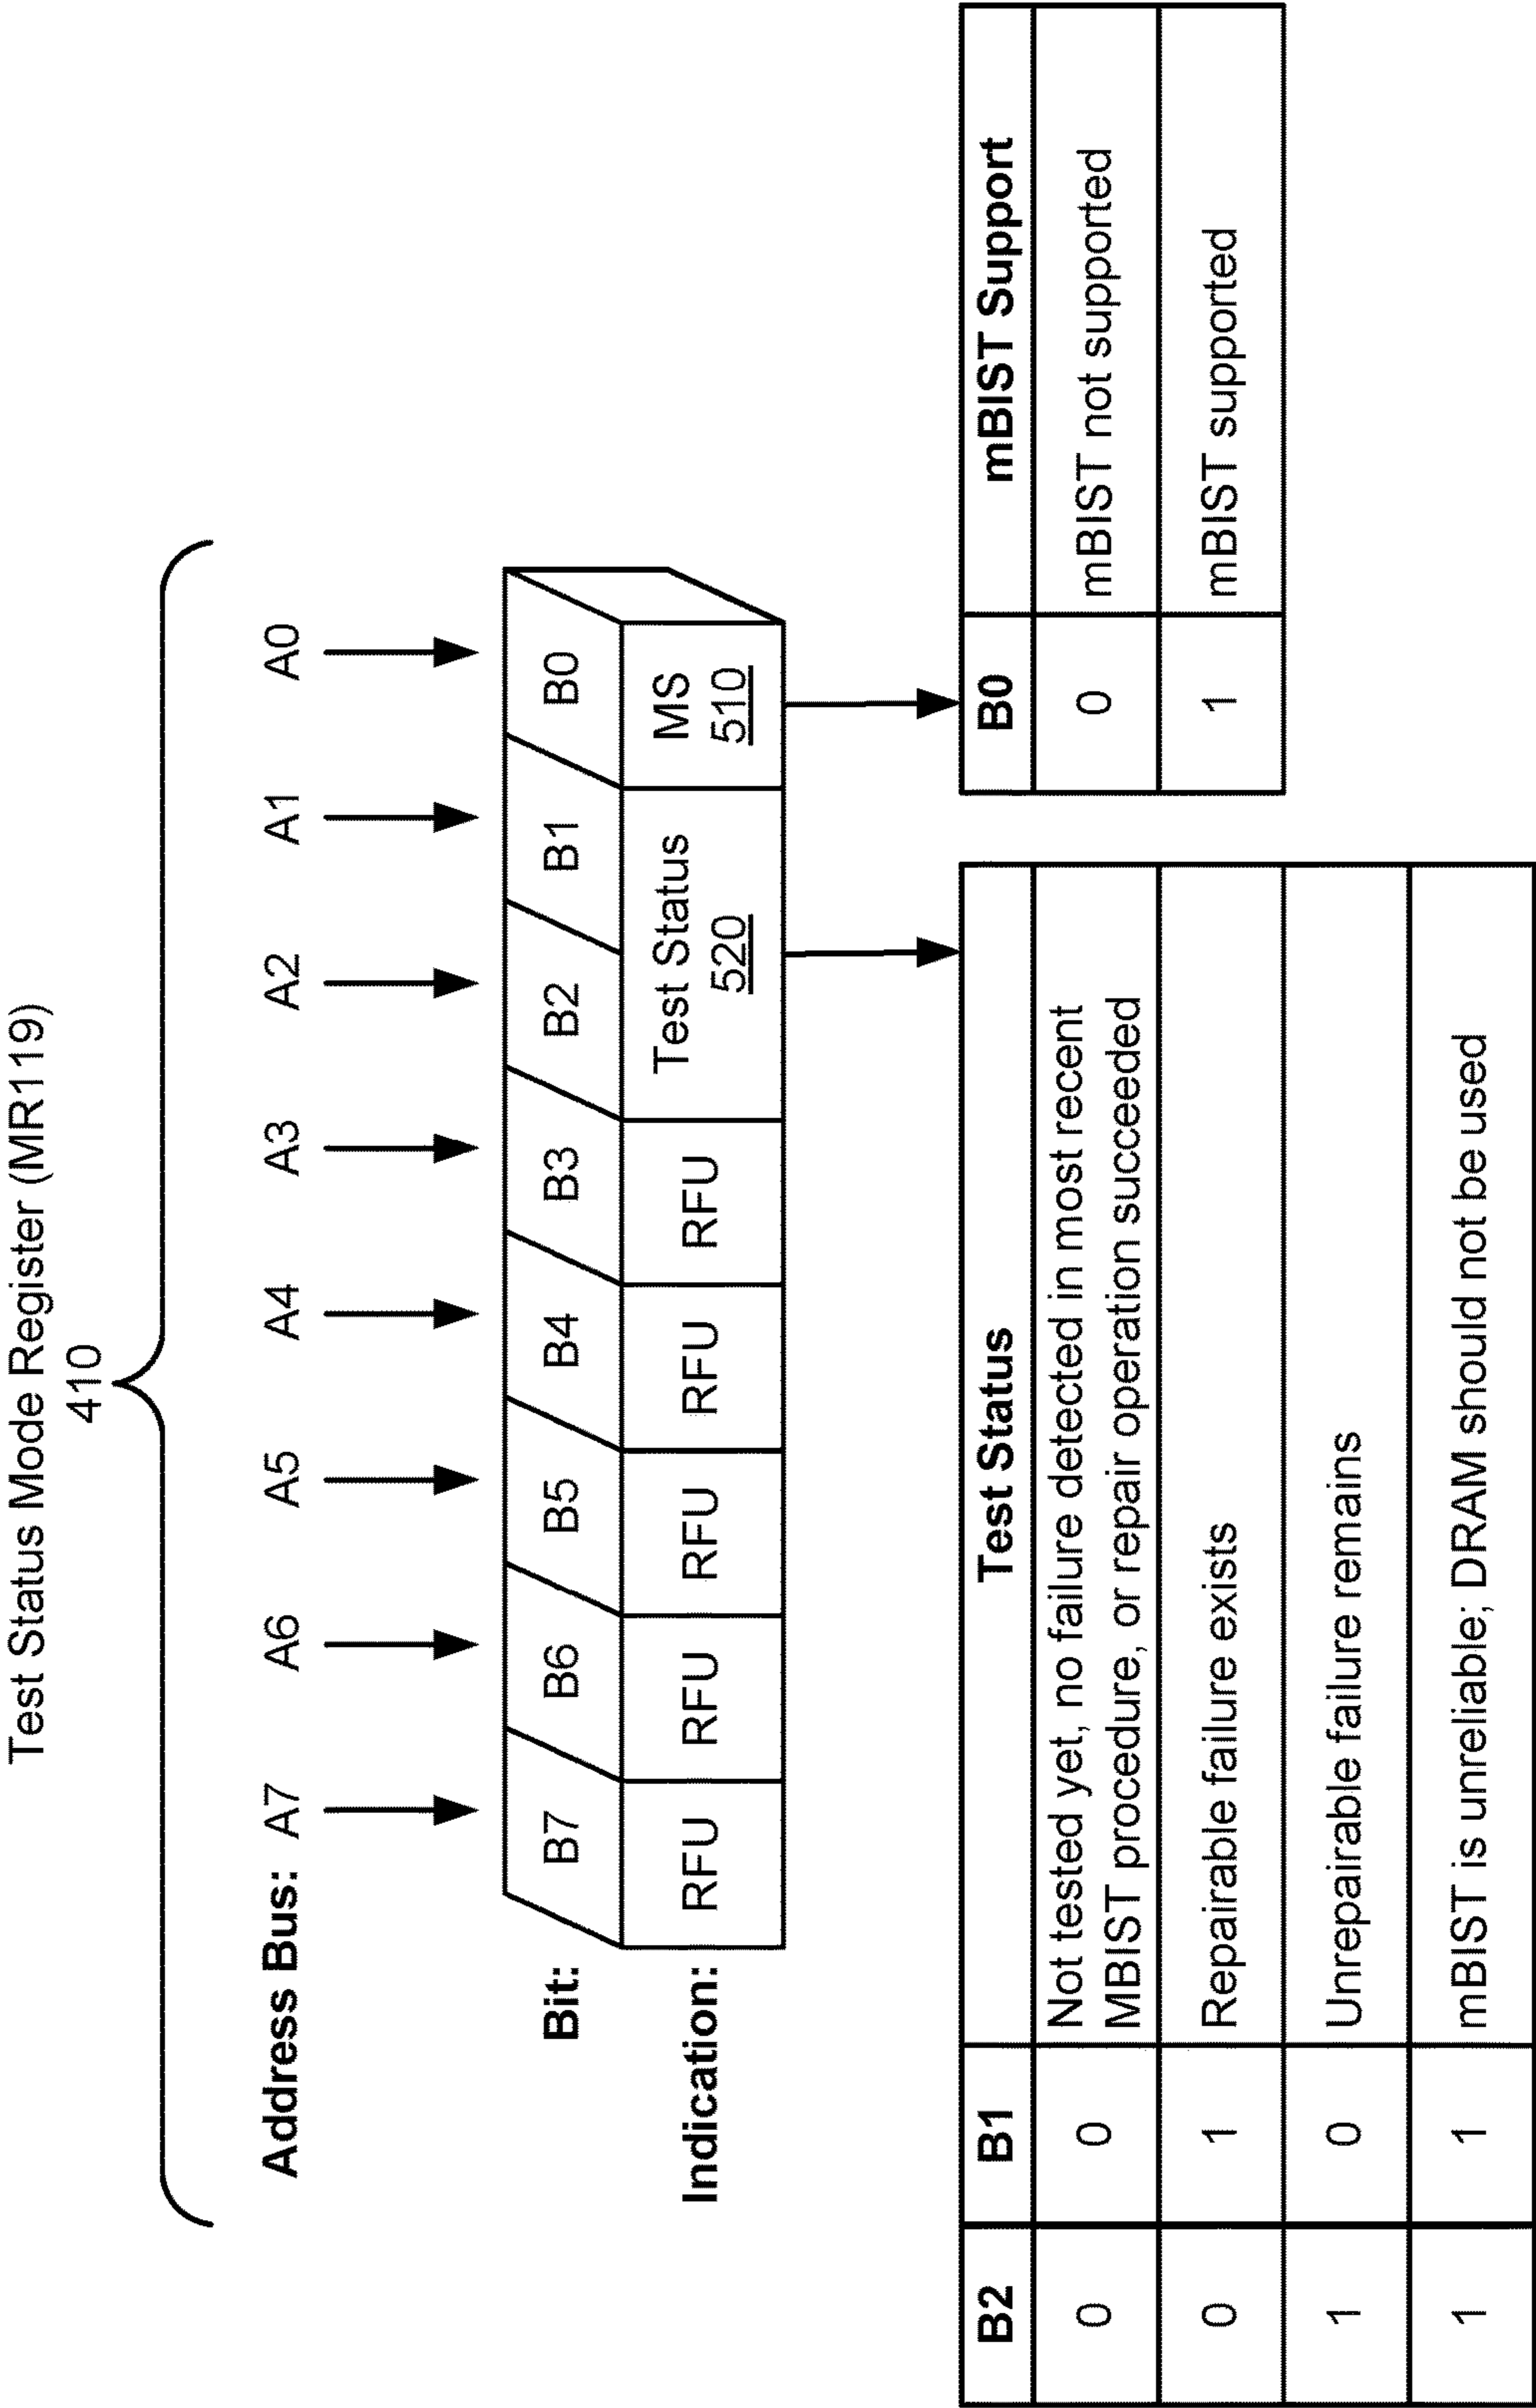 Test Status Mode Register (MR119)
410
Address Bus: A7 A6 A5 A4 A3 A2 A1 A0
Bit: B7 B6 B5 B4 B3 B2 B1 B0
Indication: RFU RFU RFU RFU RFU Test Status MS
520 510
B2 B1 Test Status
0 0 Not tested yet, no failure detected in most recent
MBIST procedure, or repair operation succeeded
0 1 Repairable failure exists
1 0 Unrepairable failure remains
1 1 mBIST is unreliable; DRAM should not be used
B0 mBIST Support
0 mBIST not supported
1 mBIST supported